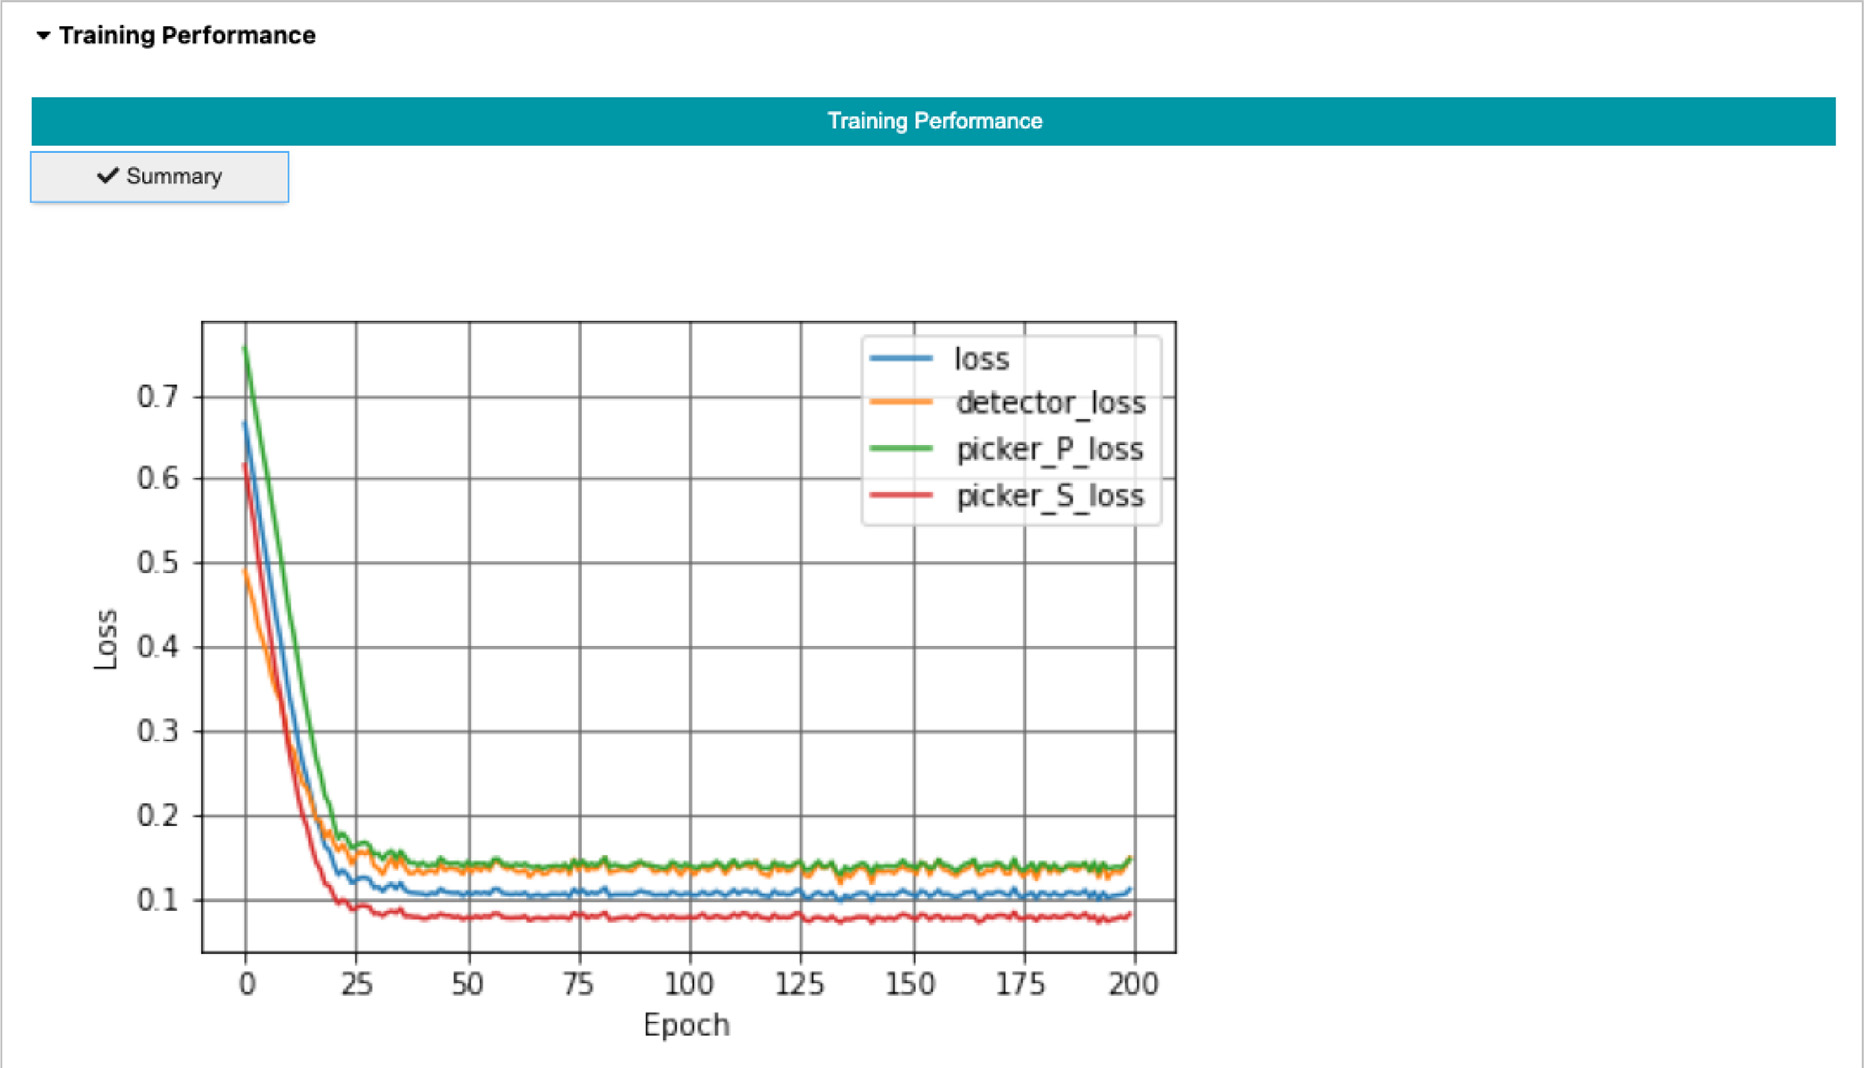 Training Performance
Training Performance
Summary
loss
detector_loss
picker_P_loss
picker_S_loss
0.7
0.6
0.5
0.4
0.3
0.2
0.1
Loss
0 25 50 75 100 125 150 175 200
Epoch